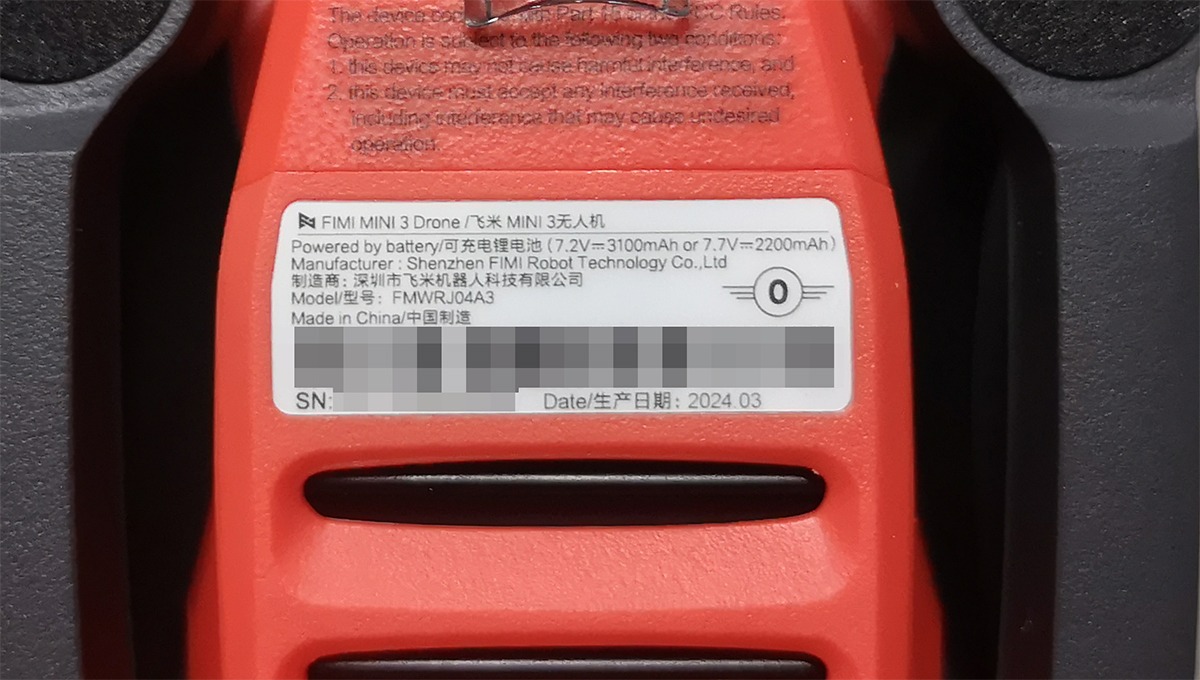 The device
Operation is subject to the following two conditions:
1. this device may not cause harmful interference, and
2. this device must accept any interference received,
including interference that may cause undesired
operation.
FIMI MINI 3 Drone /飞米 MINI 3无人机
Powered by battery/可充电锂电池 (7.2V⎓3100mAh or 7.7V⎓2200mAh)
Manufacturer : Shenzhen FIMI Robot Technology Co.,Ltd
制造商: 深圳市飞米机器人科技有限公司
Model/型号: FMWRJ04A3
0
Made in China/中国制造
SN:
Date/生产日期: 2024.03